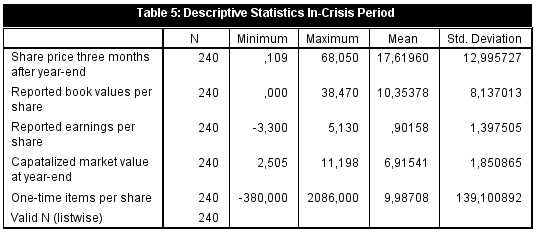 Table 5: Descriptive Statistics In-Crisis Period
N Minimum Maximum Mean Std. Deviation
Share price three months after year-end 240 ,109 68,050 17,61960 12,995727
Reported book values per share 240 ,000 38,470 10,35378 8,137013
Reported earnings per share 240 -3,300 5,130 ,90158 1,397505
Capatalized market value at year-end 240 2,505 11,198 6,91541 1,850865
One-time items per share 240 -380,000 2086,000 9,98708 139,100892
Valid N (listwise) 240